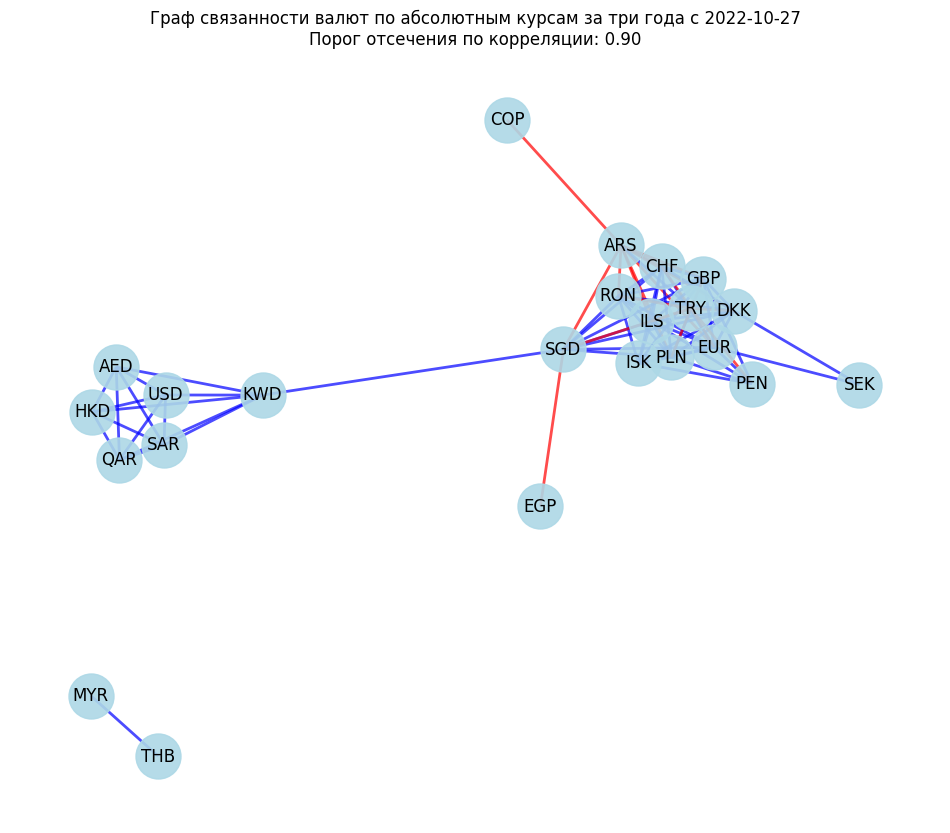 Граф связанности валют по абсолютным курсам за три года с 2022-10-27
Порог отсечения по корреляции: 0.90
COP
ARS
CHF
GBP
RON
TRY
DKK
ILS
SGD
EUR
PLN
ISK
PEN
SEK
AED
USD
KWD
HKD
SAR
QAR
EGP
MYR
THB